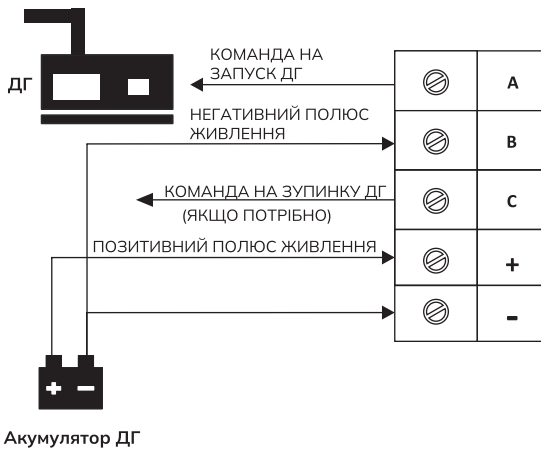 КОМАНДА НА
ЗАПУСК ДГ
A
ДГ
НЕГАТИВНИЙ ПОЛЮС
ЖИВЛЕННЯ
B
КОМАНДА НА ЗУПИНКУ ДГ
(ЯКЩО ПОТРІБНО)
C
ПОЗИТИВНИЙ ПОЛЮС ЖИВЛЕННЯ
+
-
+ −
Акумулятор ДГ